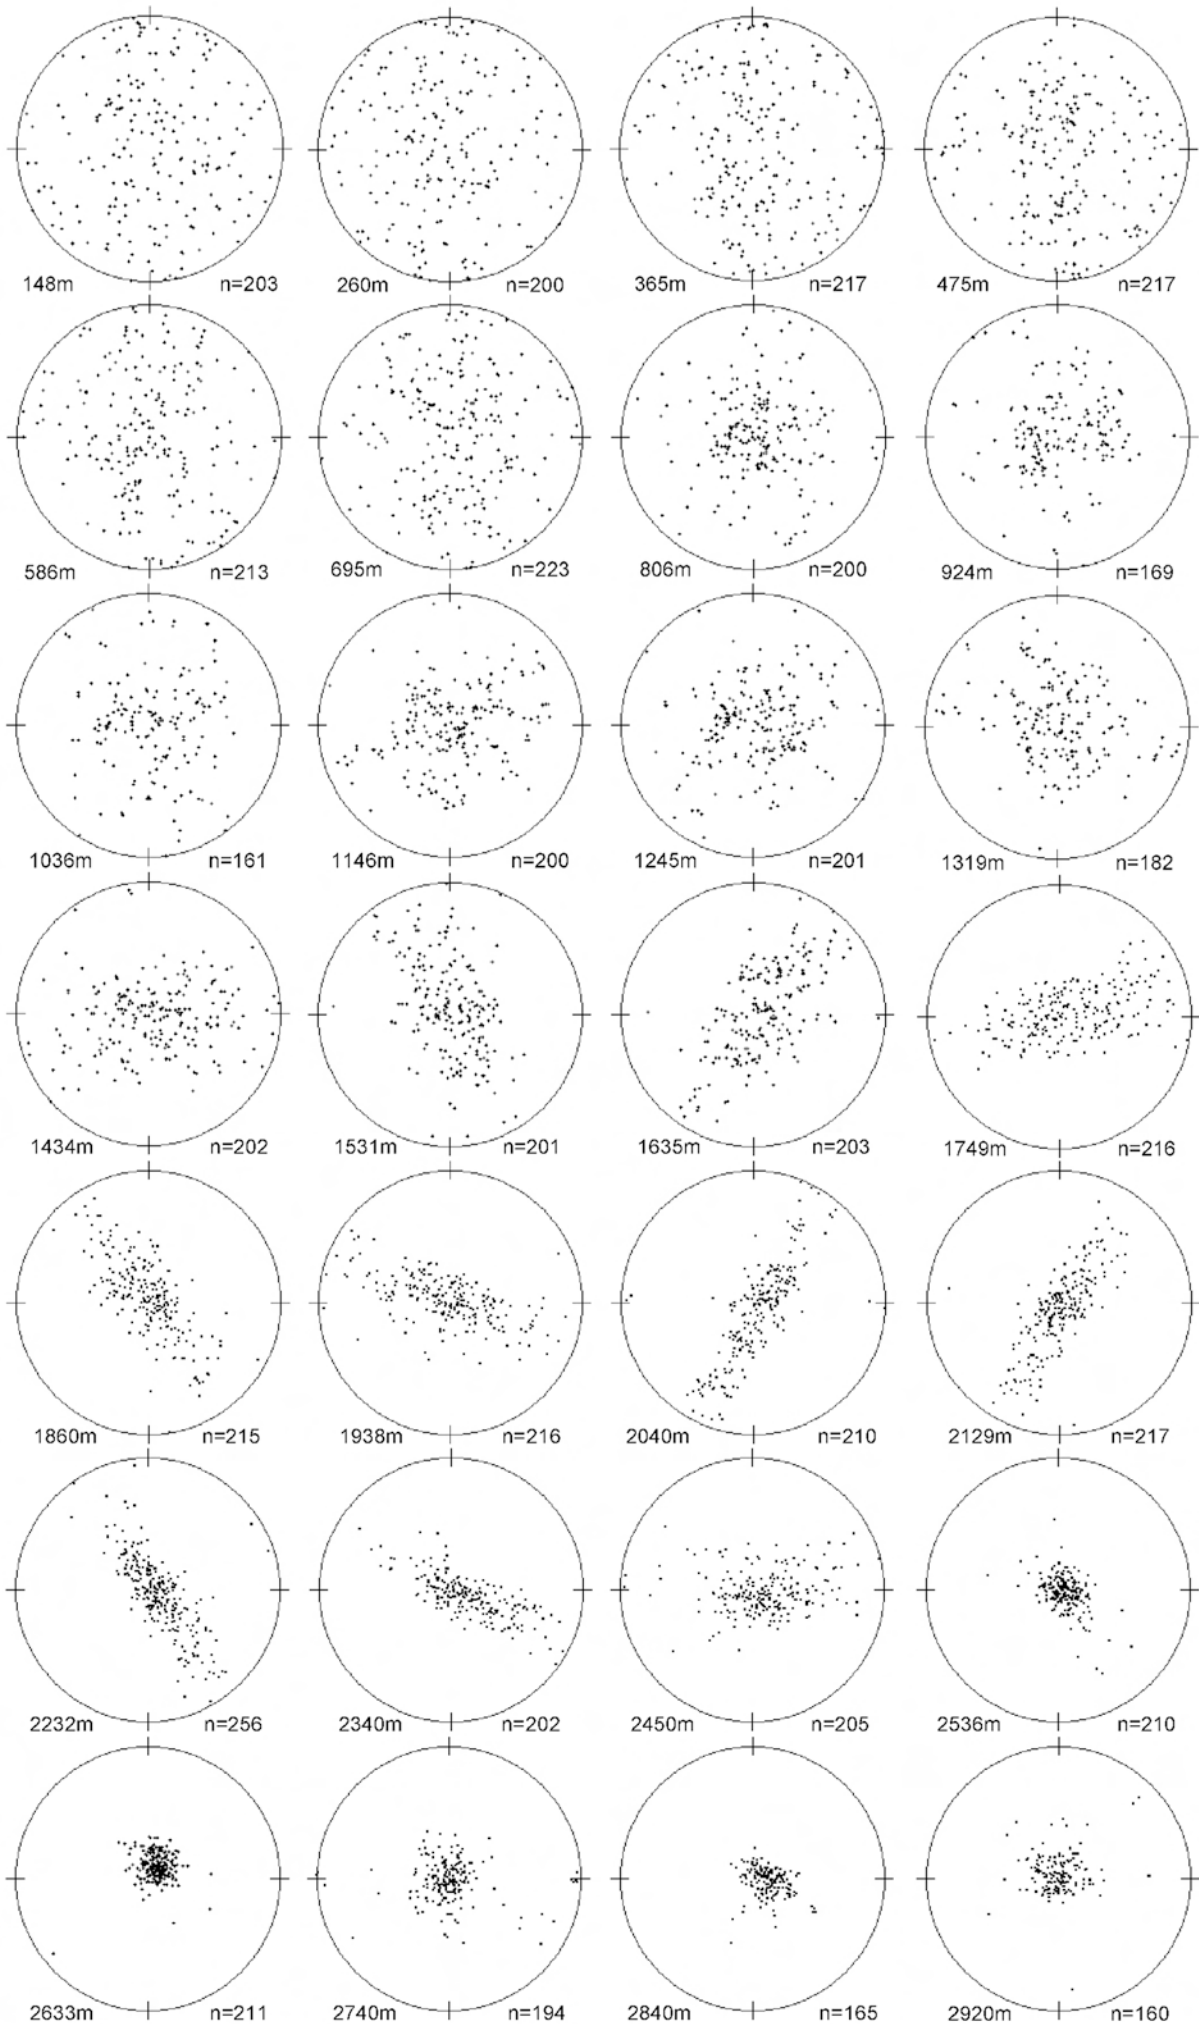 148m n=203 260m n=200 365m n=217 475m n=217
586m n=213 695m n=223 806m n=200 924m n=169
1036m n=161 1146m n=200 1245m n=201 1319m n=182
1434m n=202 1531m n=201 1635m n=203 1749m n=216
1860m n=215 1938m n=216 2040m n=210 2129m n=217
2232m n=256 2340m n=202 2450m n=205 2536m n=210
2633m n=211 2740m n=194 2840m n=165 2920m n=160